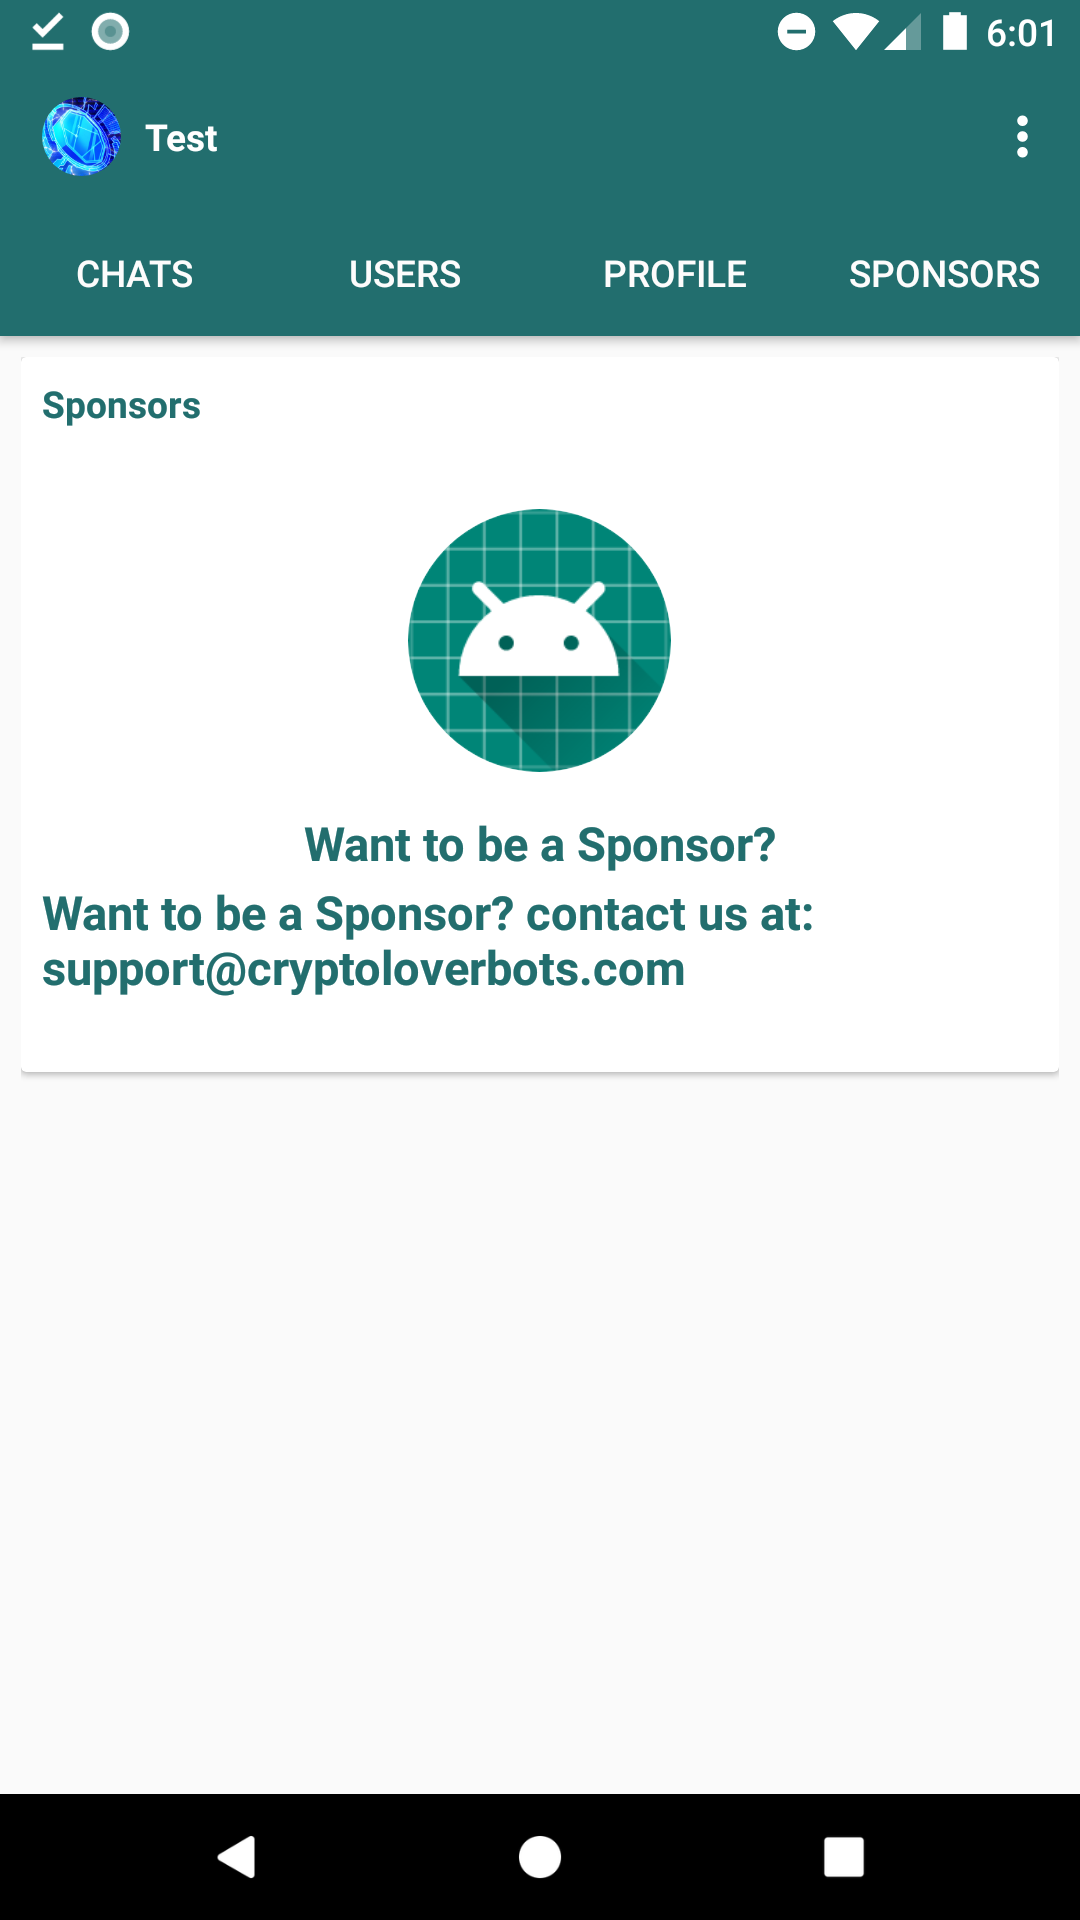 6:01
Test
CHATS USERS PROFILE SPONSORS
Sponsors
Want to be a Sponsor?
Want to be a Sponsor? contact us at:
support@cryptoloverbots.com